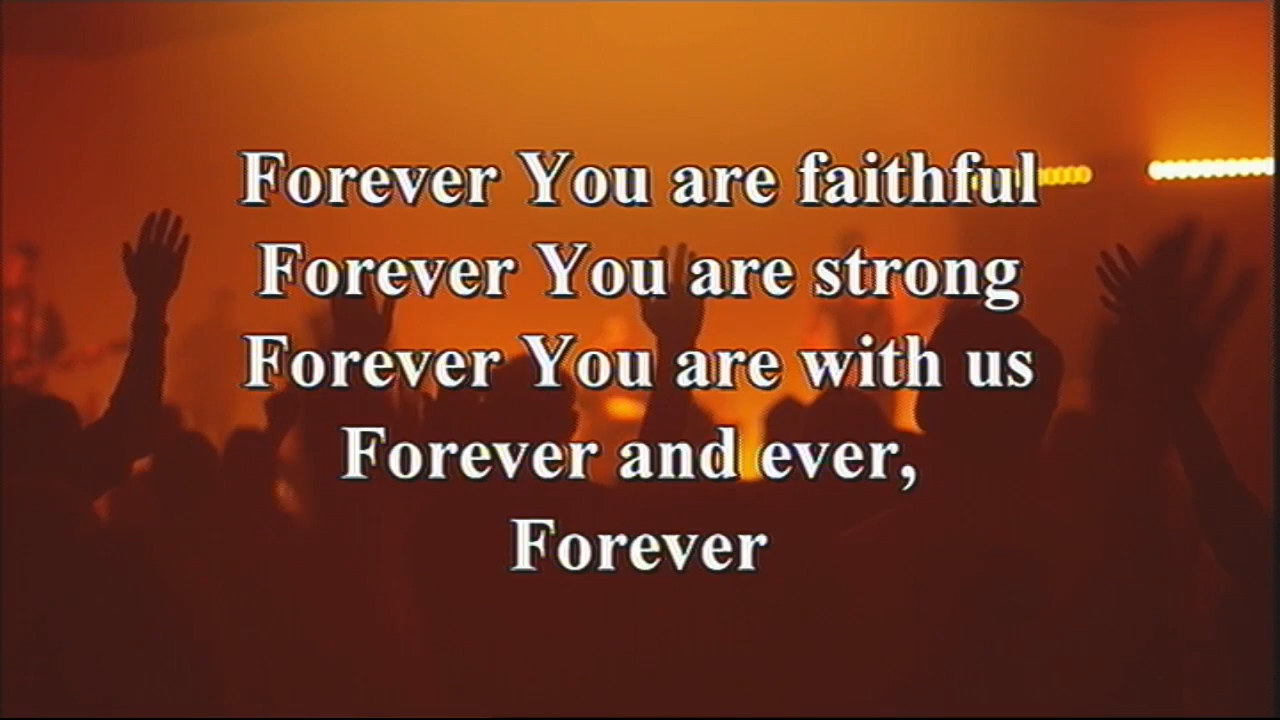 Forever You are faithful
Forever You are strong
Forever You are with us
Forever and ever,
Forever